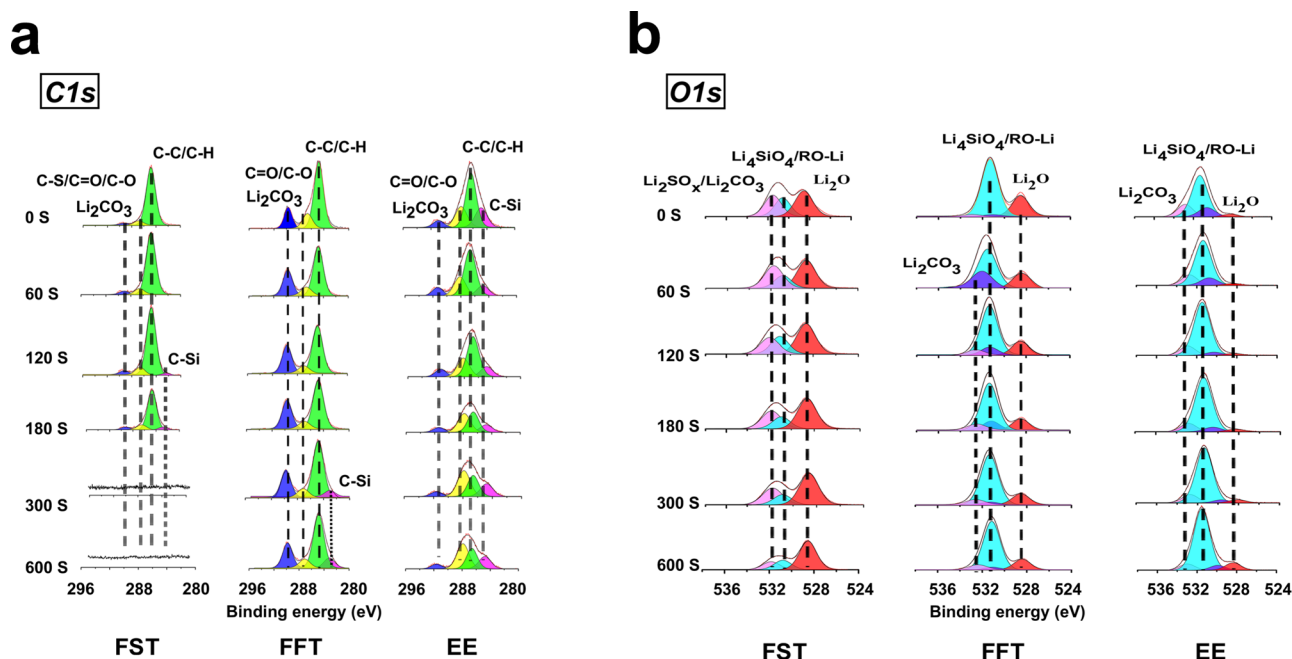 a
b
C1s
O1s
C-C/C-H
C-S/C=O/C-O
Li2CO3
0 S
60 S
120 S
C-Si
180 S
300 S
600 S
296 288 280
FST
C-C/C-H
C=O/C-O
Li2CO3
C-Si
296 288 280
Binding energy (eV)
FFT
C-C/C-H
C=O/C-O
Li2CO3
C-Si
296 288 280
EE
Li4SiO4/RO-Li
Li2SOx/Li2CO3
Li2O
0 S
60 S
120 S
180 S
300 S
600 S
536 532 528 524
FST
Li4SiO4/RO-Li
Li2O
Li2CO3
536 532 528 524
Binding energy (eV)
FFT
Li4SiO4/RO-Li
Li2CO3
Li2O
536 532 528 524
EE